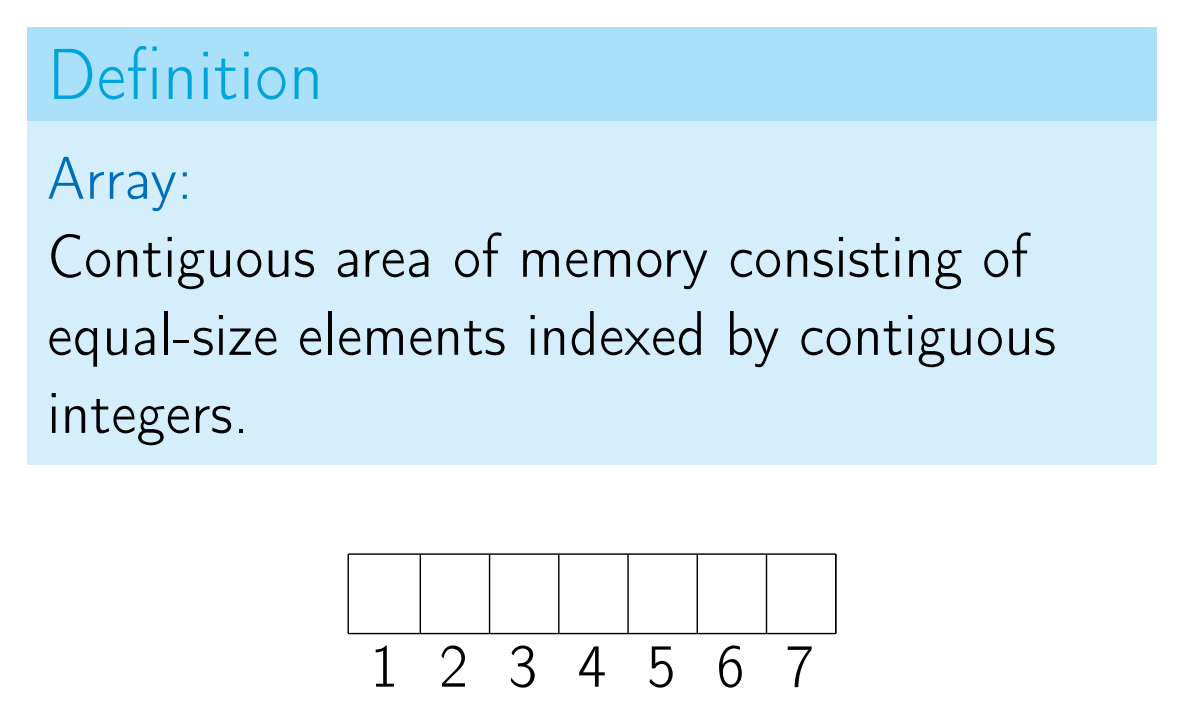 Definition
Array:
Contiguous area of memory consisting of
equal-size elements indexed by contiguous
integers.
1 2 3 4 5 6 7